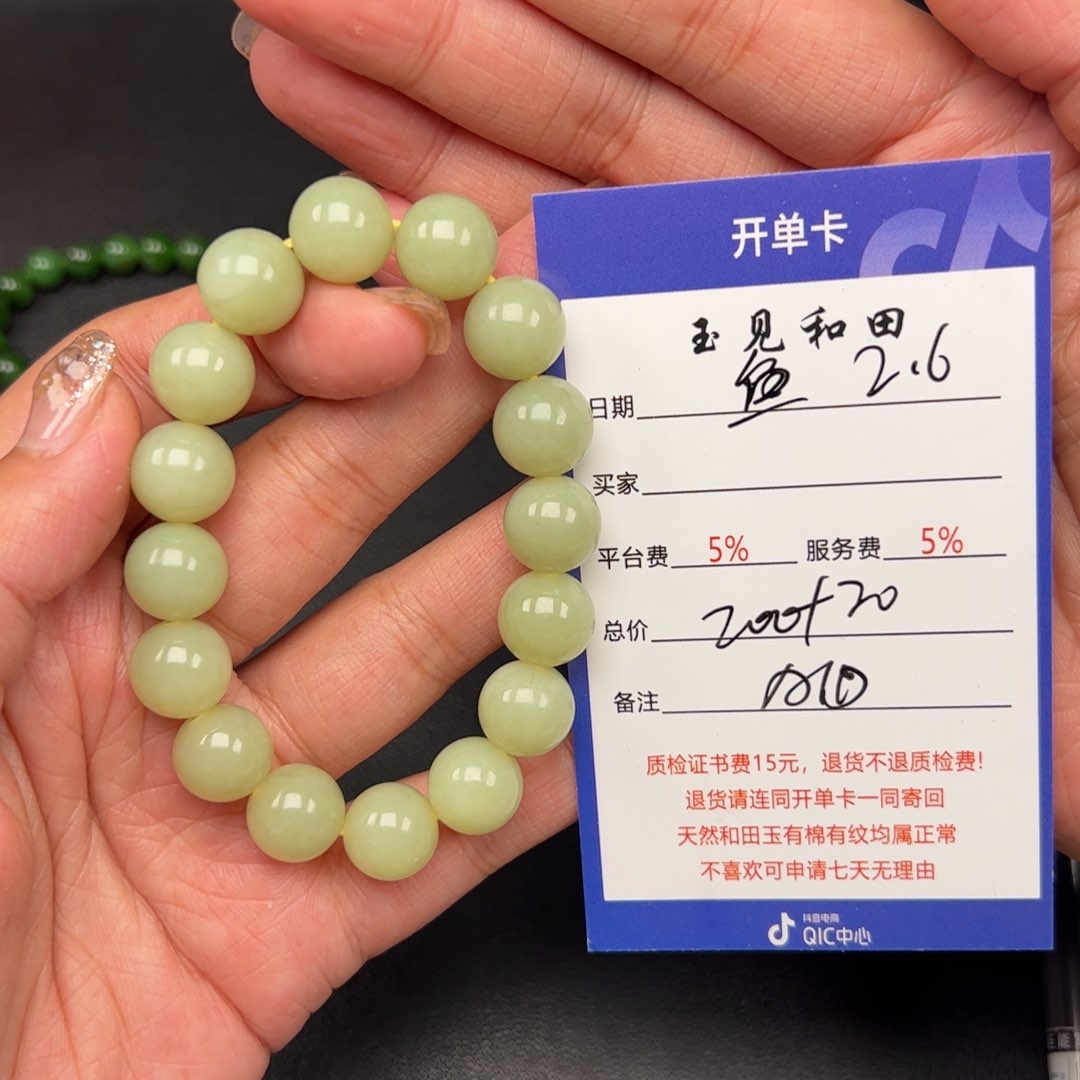 开单卡
玉见和田
伍 2.6
日期
买家
平台费 5% 服务费 5%
总价 200+20
备注
质检证书费15元，退货不退质检费!
退货请连同开单卡一同寄回
天然和田玉有棉有纹均属正常
不喜欢可申请七天无理由
抖音电商
QIC中心